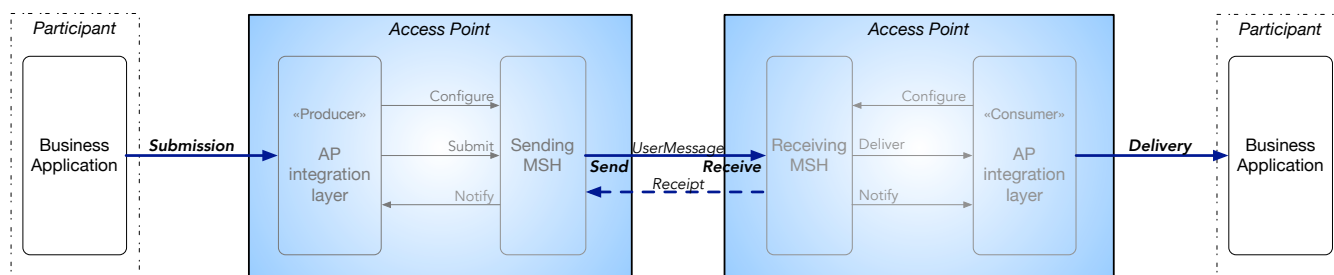 Participant
Business
Application
Submission
Access Point
«Producer»
AP
integration
layer
Configure
Submit
Notify
Sending
MSH
Send
UserMessage
Receive
Receipt
Access Point
Receiving
MSH
Configure
Deliver
Notify
«Consumer»
AP
integration
layer
Delivery
Participant
Business
Application